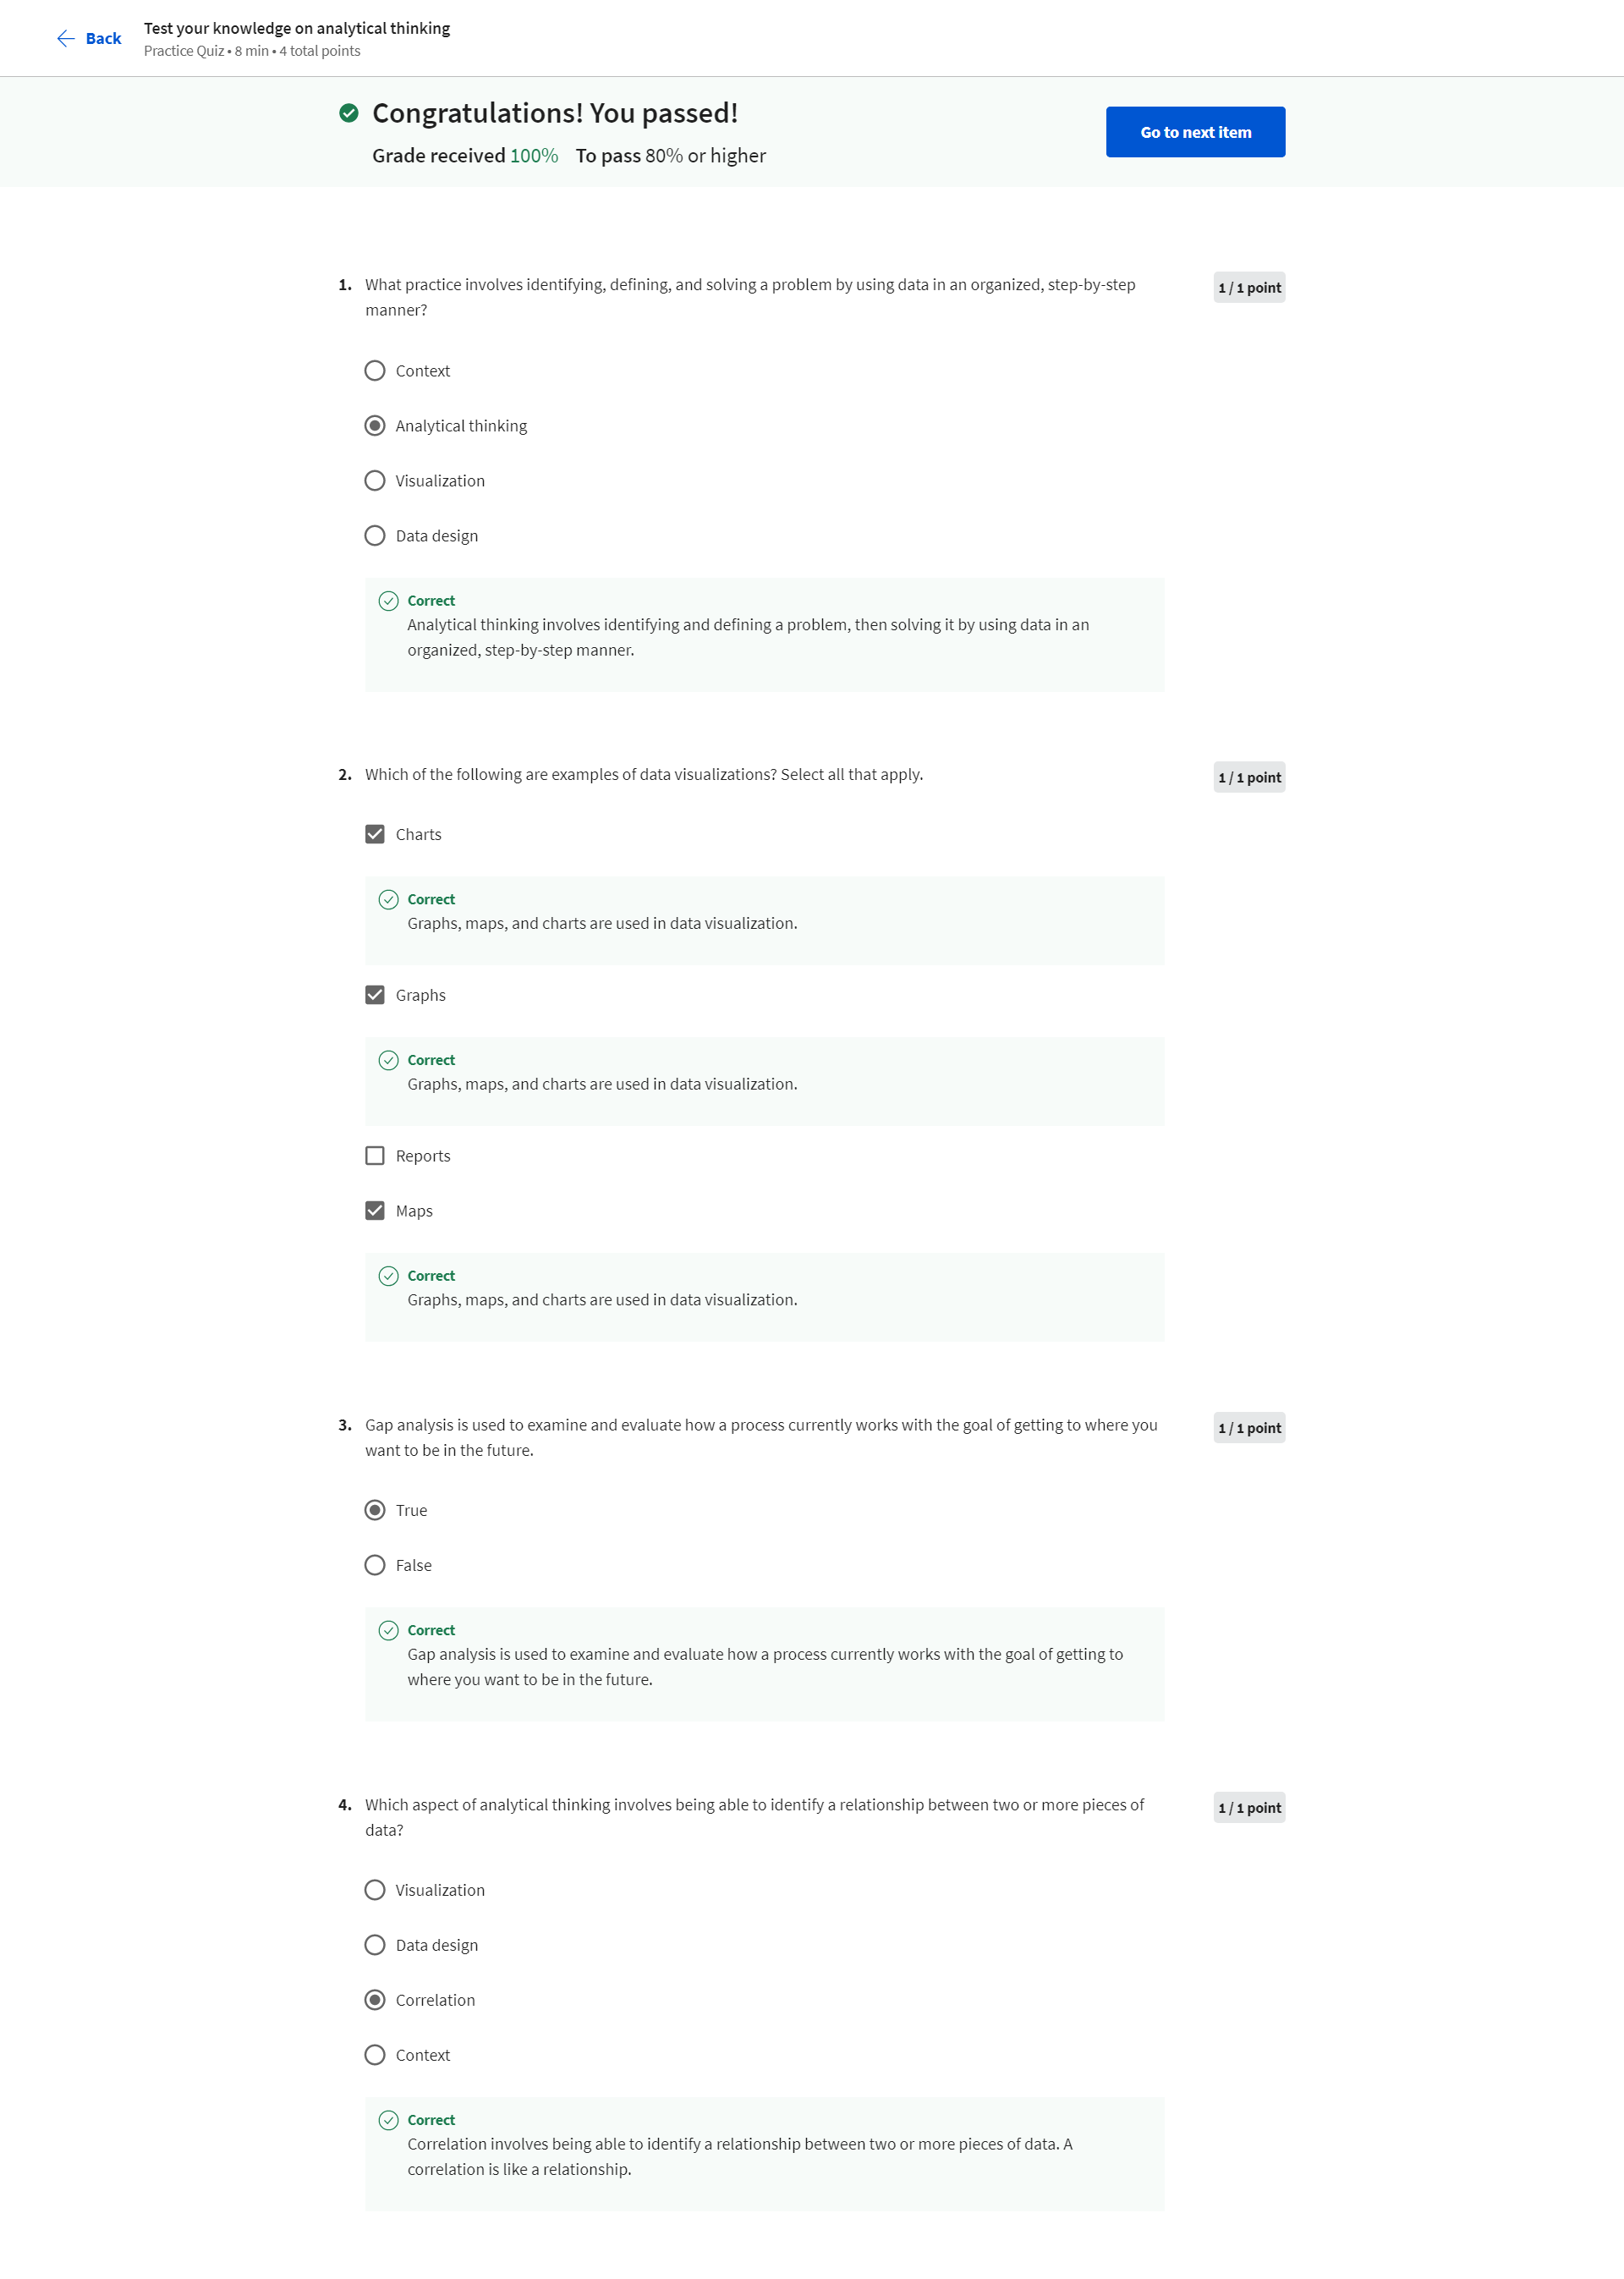 Back
Test your knowledge on analytical thinking
Practice Quiz • 8 min • 4 total points
Congratulations! You passed!
Grade received 100% To pass 80% or higher
Go to next item
1. What practice involves identifying, defining, and solving a problem by using data in an organized, step-by-step
manner?
1 / 1 point
Context
Analytical thinking
Visualization
Data design
Correct
Analytical thinking involves identifying and defining a problem, then solving it by using data in an
organized, step-by-step manner.
2. Which of the following are examples of data visualizations? Select all that apply.
1 / 1 point
Charts
Correct
Graphs, maps, and charts are used in data visualization.
Graphs
Correct
Graphs, maps, and charts are used in data visualization.
Reports
Maps
Correct
Graphs, maps, and charts are used in data visualization.
3. Gap analysis is used to examine and evaluate how a process currently works with the goal of getting to where you
want to be in the future.
1 / 1 point
True
False
Correct
Gap analysis is used to examine and evaluate how a process currently works with the goal of getting to
where you want to be in the future.
4. Which aspect of analytical thinking involves being able to identify a relationship between two or more pieces of
data?
1 / 1 point
Visualization
Data design
Correlation
Context
Correct
Correlation involves being able to identify a relationship between two or more pieces of data. A
correlation is like a relationship.